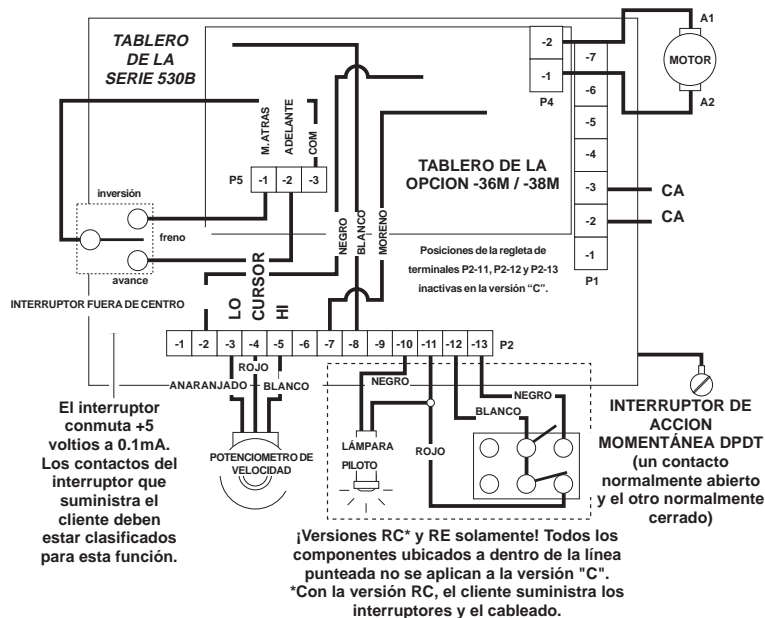 TABLERO
DE LA
SERIE 530B
M. ATRAS
ADELANTE
COM
P5
-1
-2
-3
inversión
freno
avance
INTERRUPTOR FUERA DE CENTRO
-2
-1
P4
A1
MOTOR
A2
-7
-6
-5
-4
-3
-2
-1
P1
CA
CA
TABLERO DE LA
OPCION -36M / -38M
NEGRO
BLANCO
MORENO
Posiciones de la regleta de
terminales P2-11, P2-12 y P2-13
inactivas en la versión “C”.
LO
CURSOR
HI
-1
-2
-3
-4
-5
-6
-7
-8
-9
-10
-11
-12
-13
P2
ROJO
ANARANJADO
BLANCO
POTENCIOMETRO DE
VELOCIDAD
NEGRO
LÁMPARA
PILOTO
ROJO
BLANCO
NEGRO
El interruptor
conmuta +5
voltios a 0.1mA.
Los contactos del
interruptor que
suministra el
cliente deben
estar clasificados
para esta función.
INTERRUPTOR DE
ACCION
MOMENTÁNEA DPDT
(un contacto
normalmente abierto
y el otro normalmente
cerrado)
¡Versiones RC* y RE solamente! Todos los
componentes ubicados a dentro de la línea
punteada no se aplican a la versión "C".
*Con la versión RC, el cliente suministra los
interruptores y el cableado.